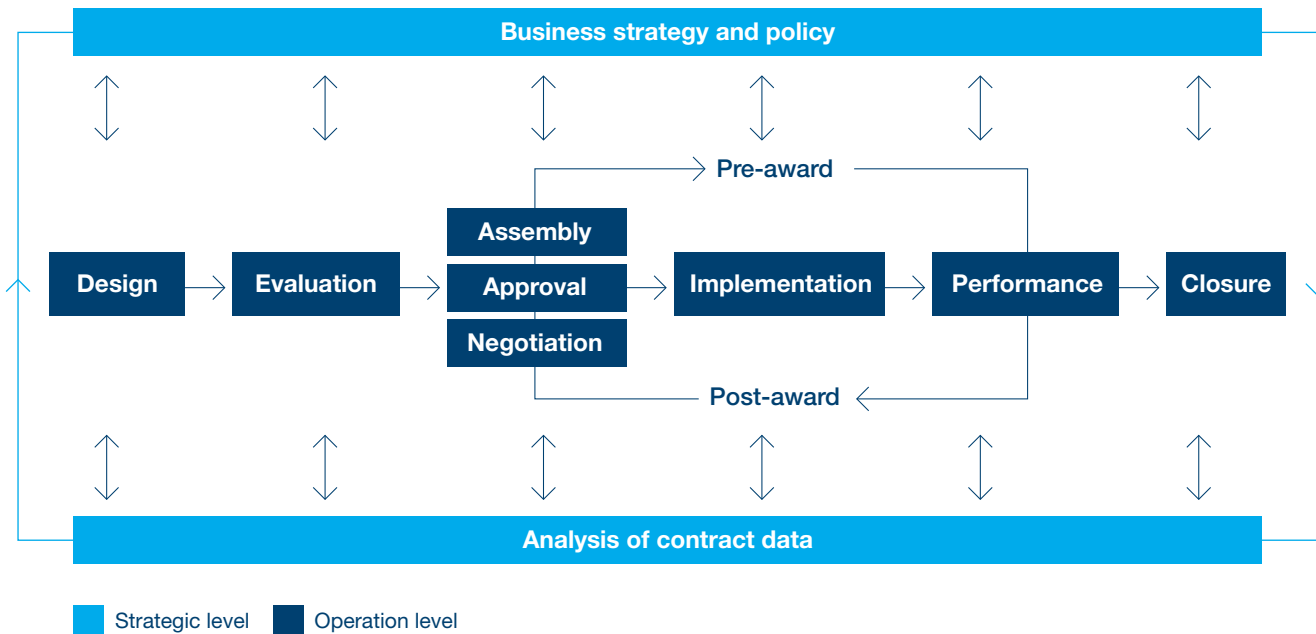 Business strategy and policy
Pre-award
Assembly
Design
Evaluation
Approval
Implementation
Performance
Closure
Negotiation
Post-award
Analysis of contract data
Strategic level
Operation level